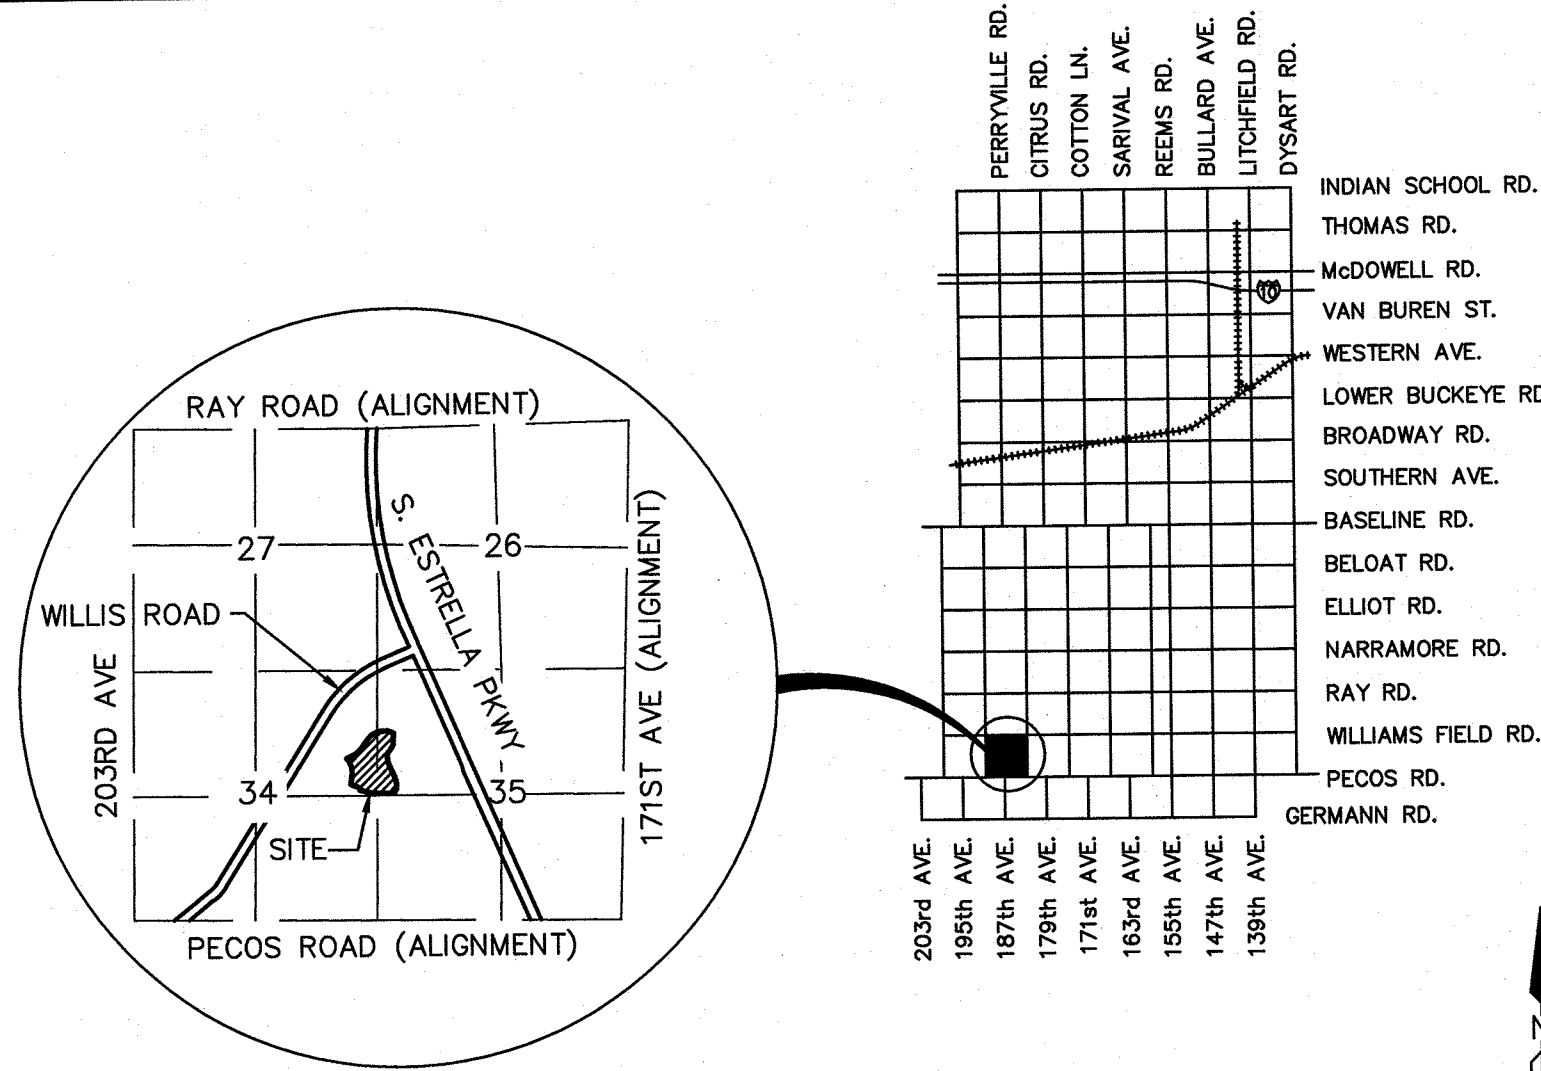 RAY ROAD (ALIGNMENT)
S. ESTRELLA PKWY
27
26
WILLIS ROAD
203RD AVE
171ST AVE (ALIGNMENT)
34
35
SITE
PECOS ROAD (ALIGNMENT)
PERRYVILLE RD.
CITRUS RD.
COTTON LN.
SARIVAL AVE.
REEMS RD.
BULLARD AVE.
LITCHFIELD RD.
DYSART RD.
INDIAN SCHOOL RD.
THOMAS RD.
McDOWELL RD.
10
VAN BUREN ST.
WESTERN AVE.
LOWER BUCKEYE RD
BROADWAY RD.
SOUTHERN AVE.
BASELINE RD.
BELOAT RD.
ELLIOT RD.
NARRAMORE RD.
RAY RD.
WILLIAMS FIELD RD.
PECOS RD.
GERMANN RD.
203rd AVE.
195th AVE.
187th AVE.
179th AVE.
171st AVE.
163rd AVE.
155th AVE.
147th AVE.
139th AVE.